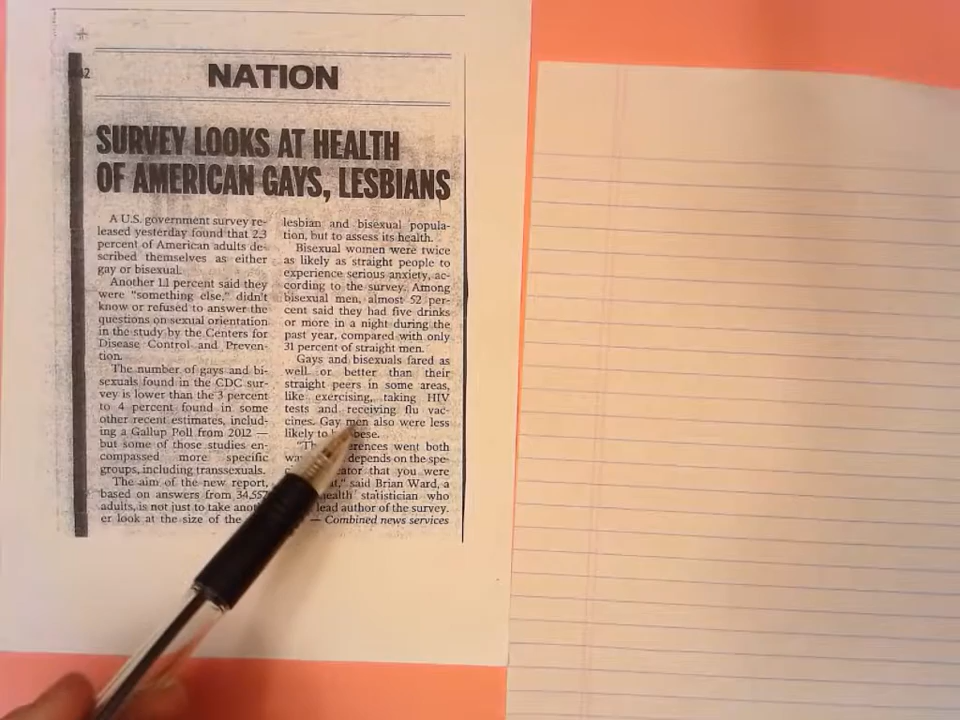 42
NATION
SURVEY LOOKS AT HEALTH
OF AMERICAN GAYS, LESBIANS
A U.S. government survey re-
leased yesterday found that 2.3
percent of American adults de-
scribed themselves as either
gay or bisexual.
Another 1.1 percent said they
were "something else," didn't
know or refused to answer the
questions on sexual orientation
in the study by the Centers for
Disease Control and Preven-
tion.
The number of gays and bi-
sexuals found in the CDC sur-
vey is lower than the 3 percent
to 4 percent found in some
other recent estimates, includ-
ing a Gallup Poll from 2012 —
but some of those studies en-
compassed more specific
groups, including transsexuals.
The aim of the new report,
based on answers from 34,557
adults, is not just to take anoth-
er look at the size of the
lesbian and bisexual popula-
tion, but to assess its health.
Bisexual women were twice
as likely as straight people to
experience serious anxiety, ac-
cording to the survey. Among
bisexual men, almost 52 per-
cent said they had five drinks
or more in a night during the
past year, compared with only
31 percent of straight men.
Gays and bisexuals fared as
well or better than their
straight peers in some areas,
like exercising, taking HIV
tests and receiving flu vac-
cines. Gay men also were less
likely to
went both
depends on the spe-
that you were
said Brian Ward, a
health statistician who
lead author of the survey.
— Combined news services